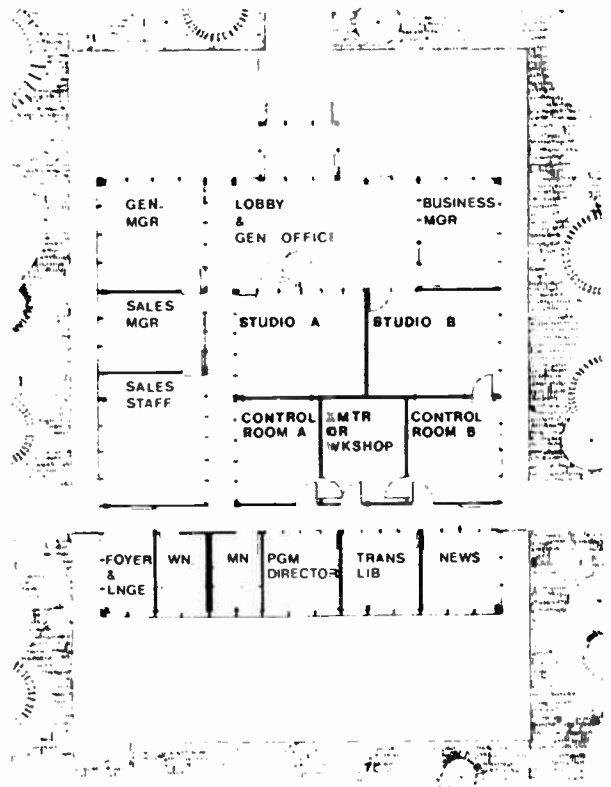 GEN.
MGR
LOBBY
&
GEN OFFICE
BUSINESS
MGR
SALES
MGR
STUDIO A
STUDIO B
SALES
STAFF
CONTROL
ROOM A
XMTR
OR
WKSHOP
CONTROL
ROOM B
FOYER
&
LNGE
WN
MN
PGM
DIRECTOR
TRANS
LIB
NEWS